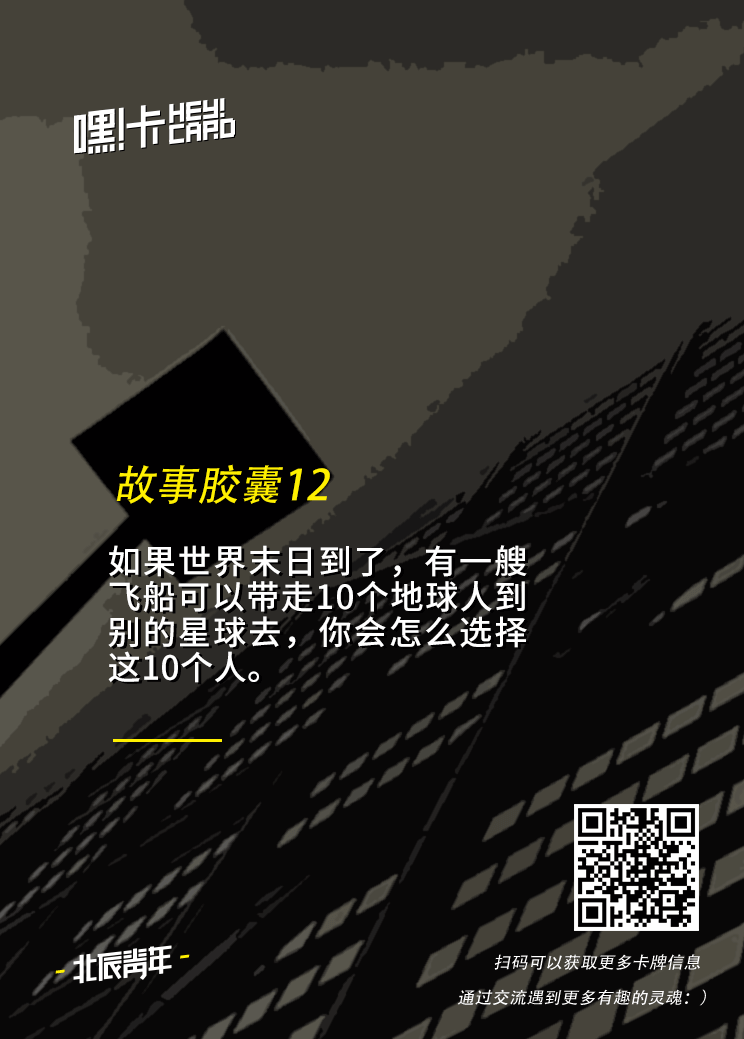 嘿!卡 HEY! CARD
故事胶囊12
如果世界末日到了，有一艘
飞船可以带走10个地球人到
别的星球去，你会怎么选择
这10个人。
- 北辰青年 -
扫码可以获取更多卡牌信息
通过交流遇到更多有趣的灵魂：）